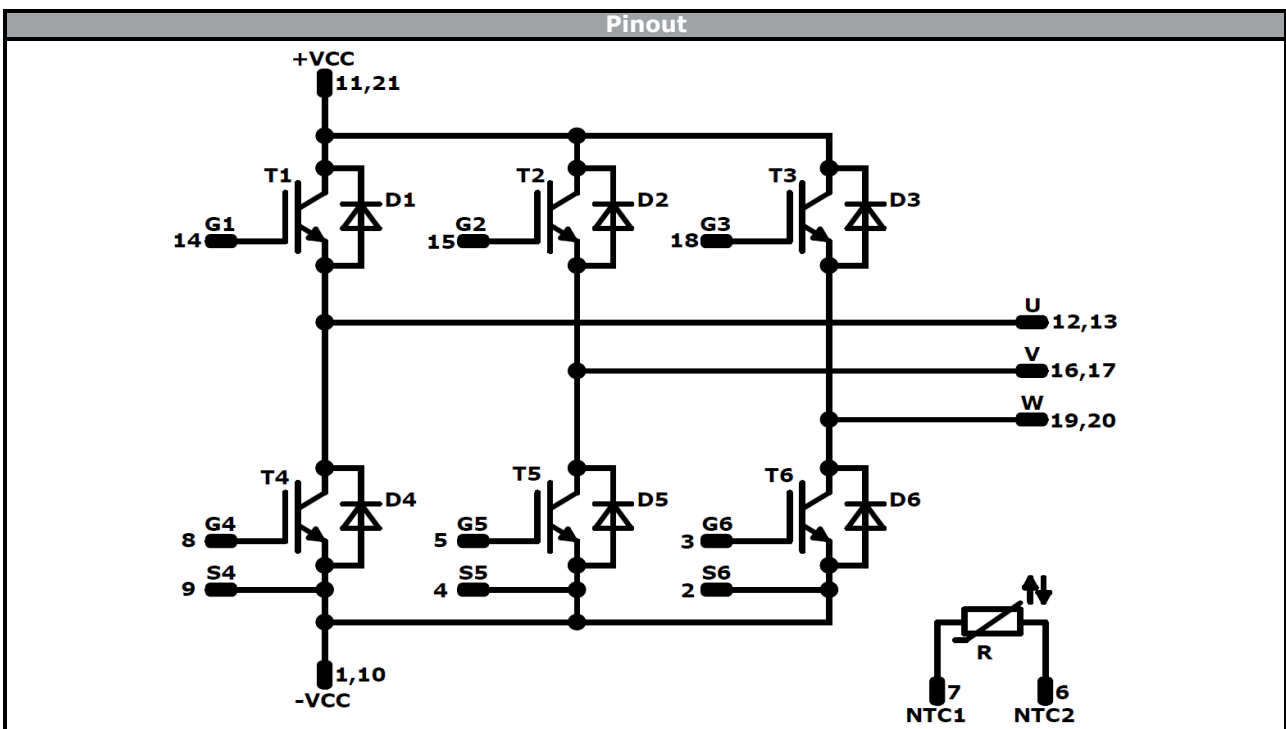 Pinout
+VCC
11,21
T1
D1
T2
D2
T3
D3
G1
14
G2
15
G3
18
U
12,13
V
16,17
W
19,20
T4
D4
T5
D5
T6
D6
G4
8
G5
5
G6
3
S4
9
S5
4
S6
2
R
1,10
-VCC
7
NTC1
6
NTC2